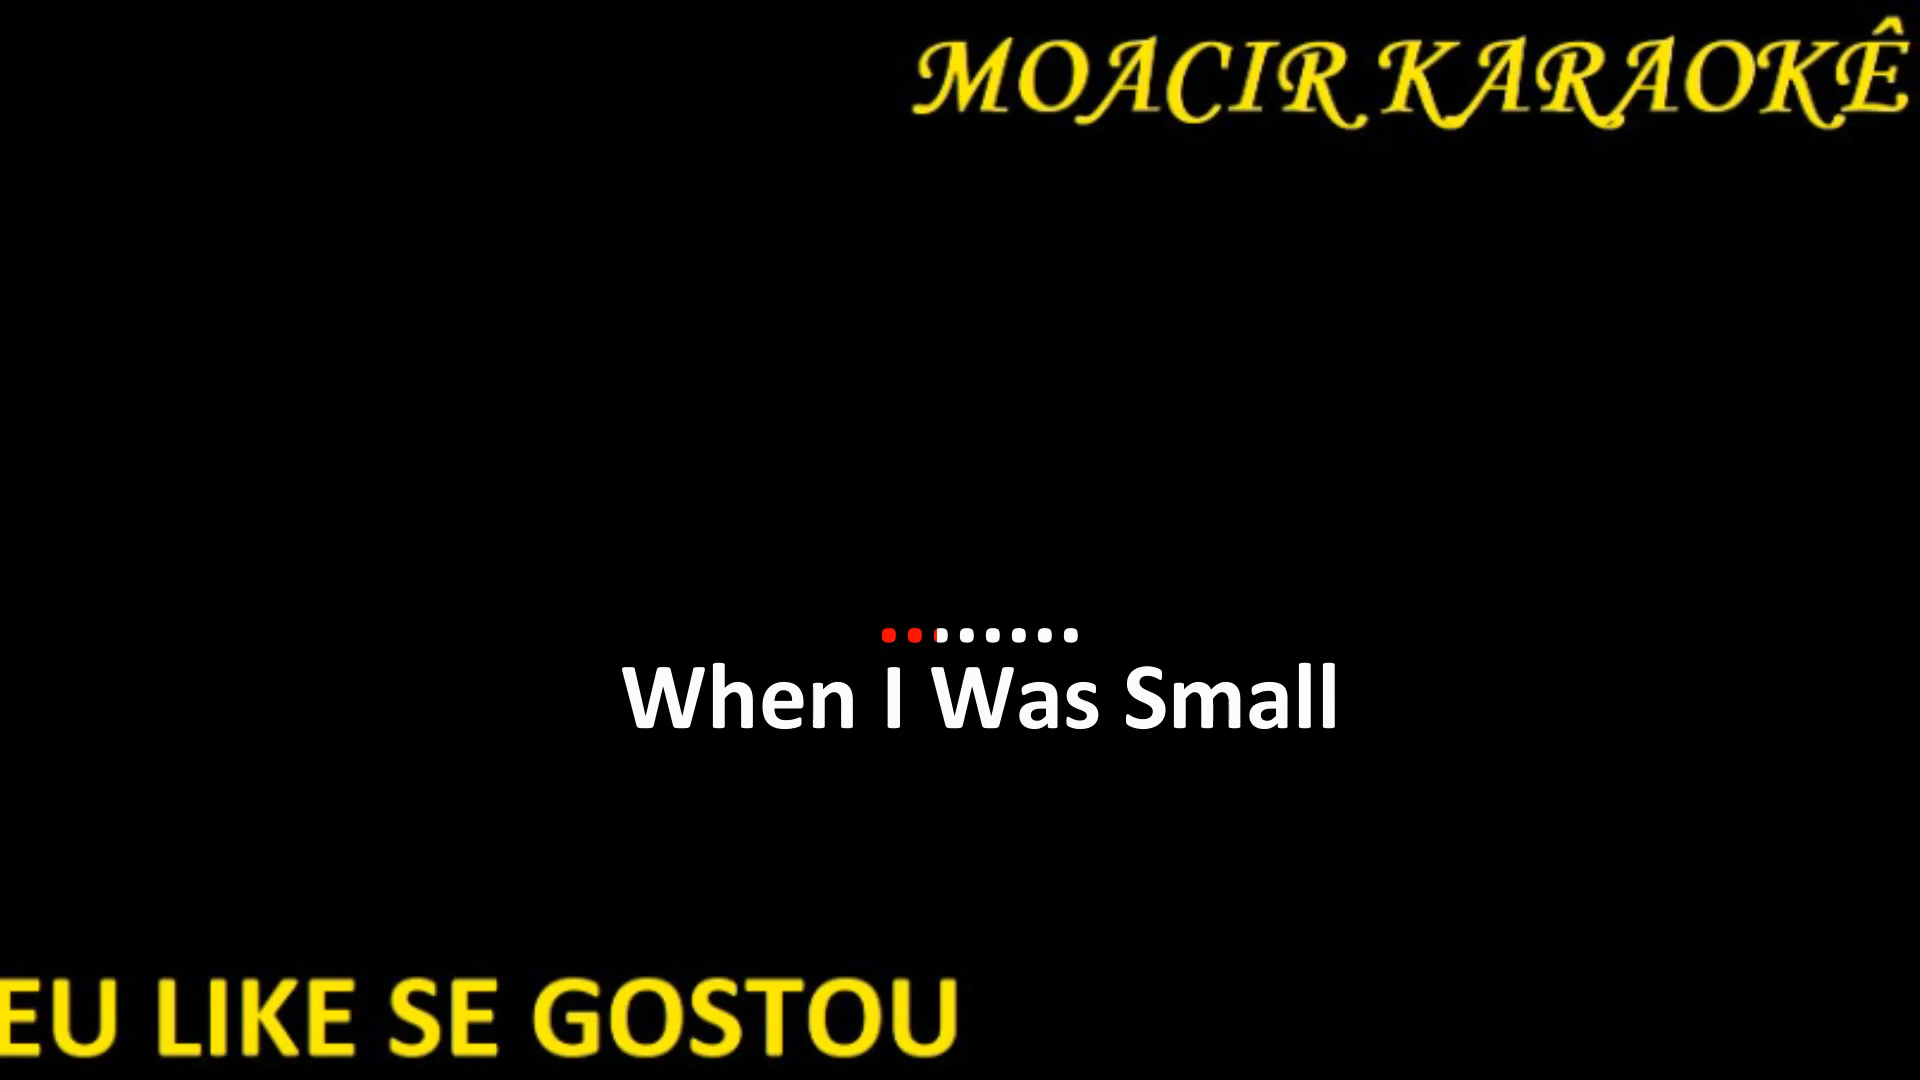 MOACIR KARAOKÊ
.........
When I Was Small
EU LIKE SE GOSTOU